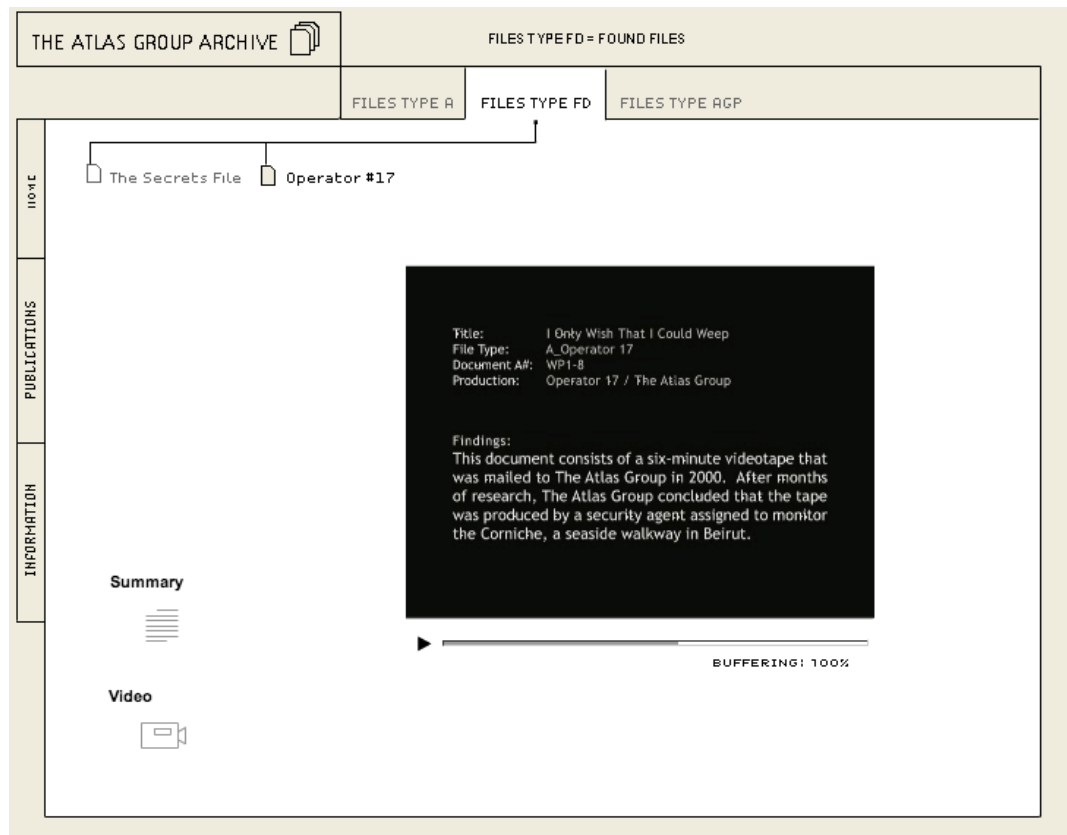 THE ATLAS GROUP ARCHIVE
FILES TYPE FD = FOUND FILES
FILES TYPE A
FILES TYPE FD
FILES TYPE AGP
HOME
PUBLICATIONS
INFORMATION
The Secrets File
Operator #17
Title: I Only Wish That I Could Weep
File Type: A_Operator 17
Document A#: WP1-8
Production: Operator 17 / The Atlas Group
Findings:
This document consists of a six-minute videotape that
was mailed to The Atlas Group in 2000. After months
of research, The Atlas Group concluded that the tape
was produced by a security agent assigned to monitor
the Corniche, a seaside walkway in Beirut.
BUFFERING: 100%
Summary
Video